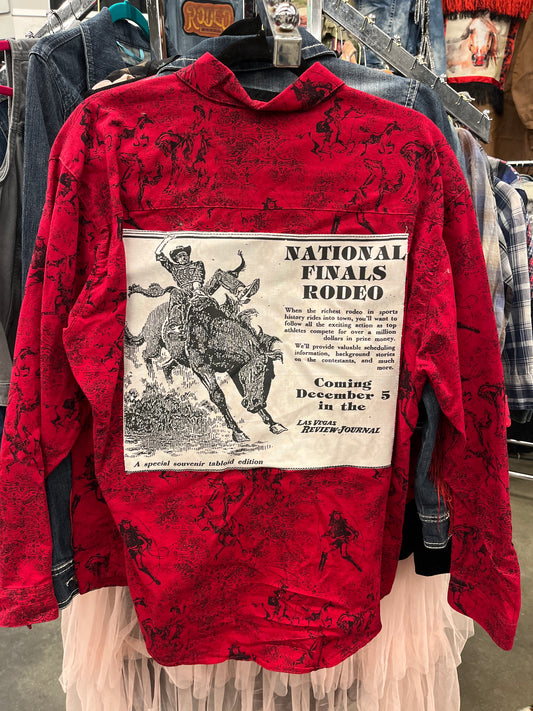 ROUGH
NATIONAL
FINALS
RODEO
When the richest rodeo in sports
history rides into town, you'll want to
follow all the exciting action as top
athletes compete for over a million
dollars in prize money.
We'll provide valuable scheduling
information, background stories
on the contestants, and much
more.
Coming
December 5
in the
LAS VEGAS
REVIEW-JOURNAL
A special souvenir tabloid edition